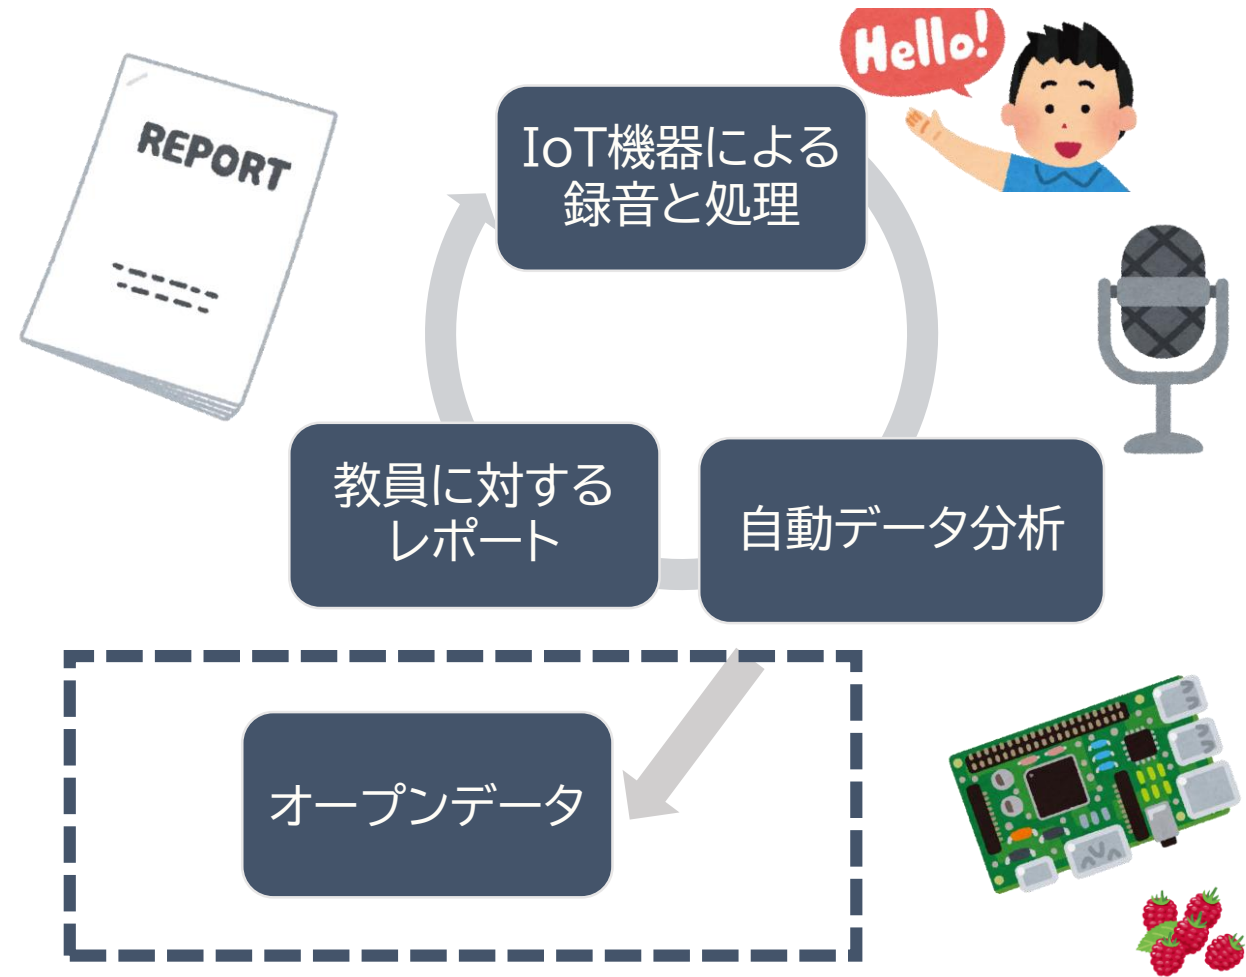 Hello!
REPORT
IoT機器による
録音と処理
教員に対する
レポート
自動データ分析
オープンデータ